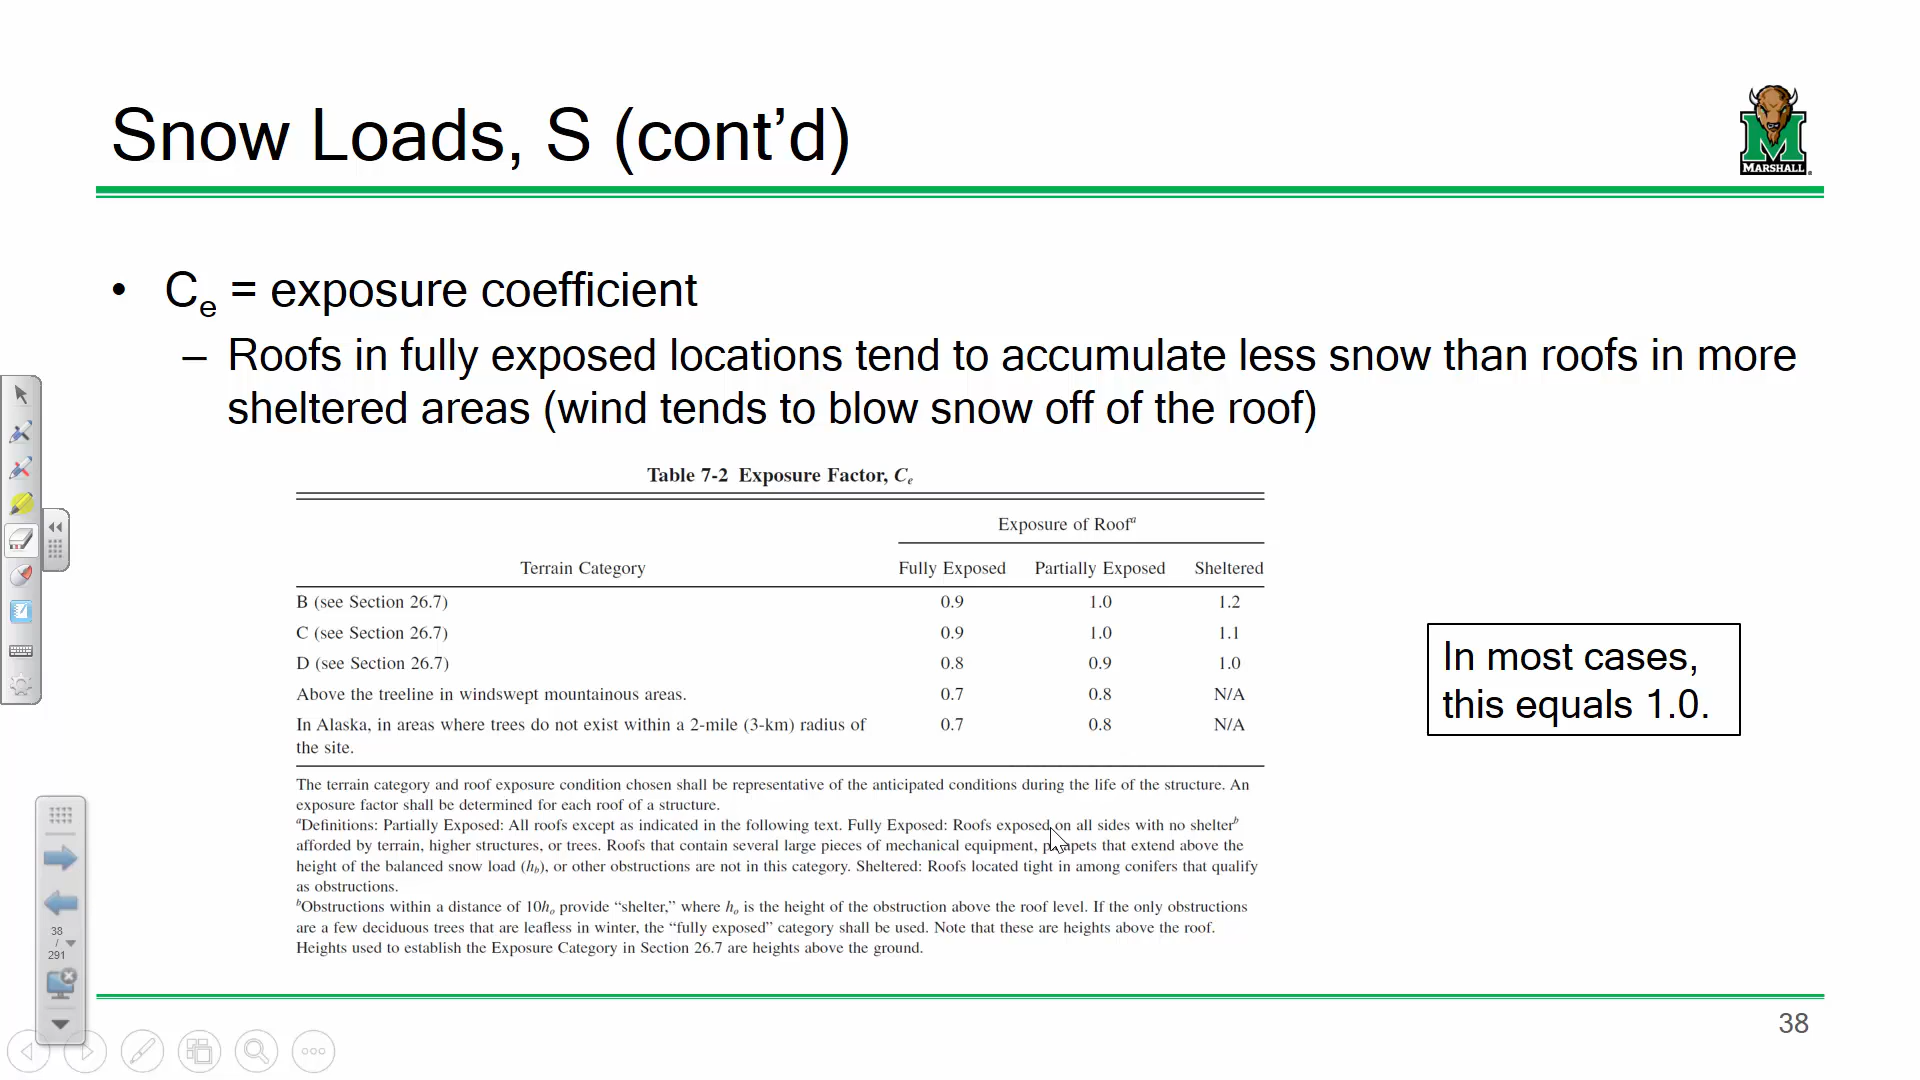 Snow Loads, S (cont’d)
MARSHALL
• Ce = exposure coefficient
– Roofs in fully exposed locations tend to accumulate less snow than roofs in more
sheltered areas (wind tends to blow snow off of the roof)
Table 7-2 Exposure Factor, Ce
Exposure of Roofa
Terrain Category Fully Exposed Partially Exposed Sheltered
B (see Section 26.7) 0.9 1.0 1.2
C (see Section 26.7) 0.9 1.0 1.1
D (see Section 26.7) 0.8 0.9 1.0
Above the treeline in windswept mountainous areas. 0.7 0.8 N/A
In Alaska, in areas where trees do not exist within a 2-mile (3-km) radius of 0.7 0.8 N/A
the site.
In most cases,
this equals 1.0.
The terrain category and roof exposure condition chosen shall be representative of the anticipated conditions during the life of the structure. An
exposure factor shall be determined for each roof of a structure.
aDefinitions: Partially Exposed: All roofs except as indicated in the following text. Fully Exposed: Roofs exposed on all sides with no shelterb
afforded by terrain, higher structures, or trees. Roofs that contain several large pieces of mechanical equipment, parapets that extend above the
height of the balanced snow load (hb), or other obstructions are not in this category. Sheltered: Roofs located tight in among conifers that qualify
as obstructions.
bObstructions within a distance of 10ho provide “shelter,” where ho is the height of the obstruction above the roof level. If the only obstructions
are a few deciduous trees that are leafless in winter, the “fully exposed” category shall be used. Note that these are heights above the roof.
Heights used to establish the Exposure Category in Section 26.7 are heights above the ground.
38
/
291
38